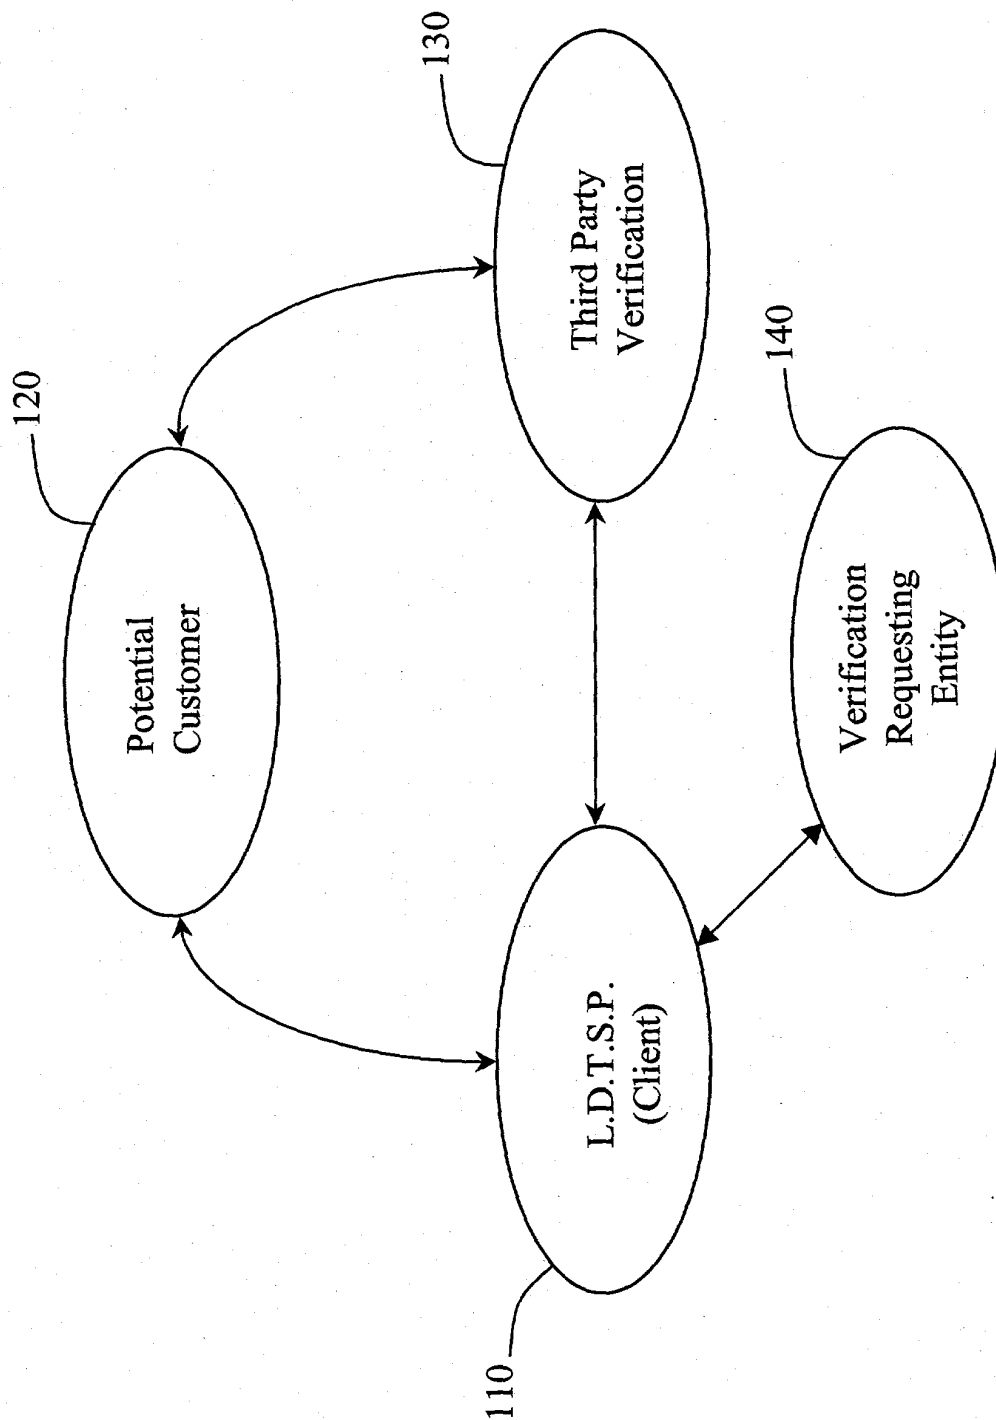 120
Potential
Customer
130
Third Party
Verification
110
L.D.T.S.P.
(Client)
140
Verification
Requesting
Entity